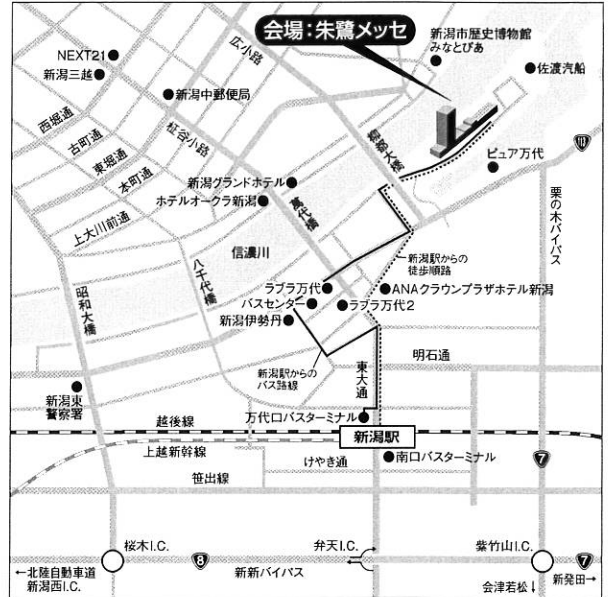 会場:朱鷺メッセ
新潟市歴史博物館
みなとぴあ
佐渡汽船
NEXT21
新潟三越
広小路
新潟中郵便局
西堀通
古町通
東堀通
本町通
上大川前通
柾谷小路
柳都大橋
113
ピュア万代
栗の木バイパス
新潟グランドホテル
ホテルオークラ新潟
萬代橋
信濃川
八千代橋
昭和大橋
新潟駅からの
徒歩順路
ラブラ万代
バスセンター
新潟伊勢丹
ANAクラウンプラザホテル新潟
ラブラ万代2
新潟駅からの
バス路線
東大通
明石通
新潟東
警察署
万代口バスターミナル
越後線
新潟駅
上越新幹線
けやき通
南口バスターミナル
笹出線
7
桜木I.C.
弁天I.C.
紫竹山I.C.
8
7
←北陸自動車道
新潟西I.C.
新新バイパス
会津若松↓
新発田→